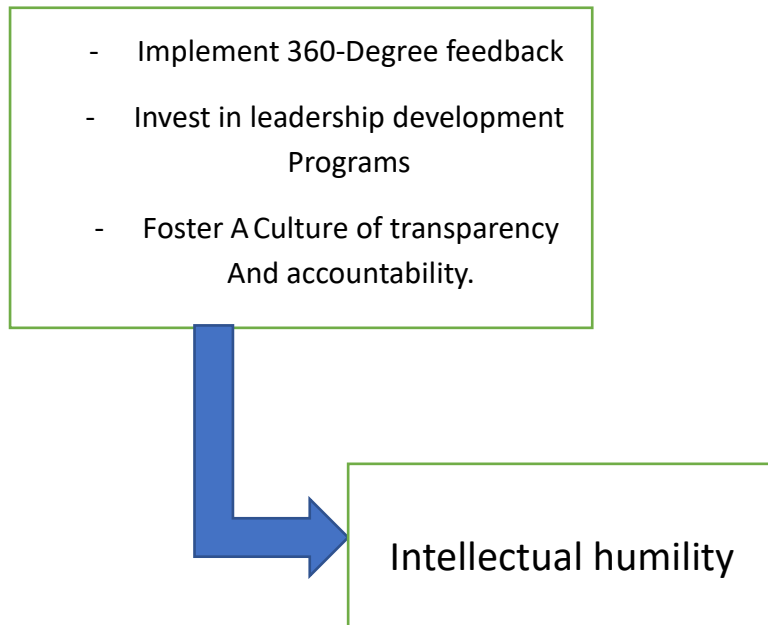 - Implement 360-Degree feedback
- Invest in leadership development
Programs
- Foster A Culture of transparency
And accountability.
Intellectual humility